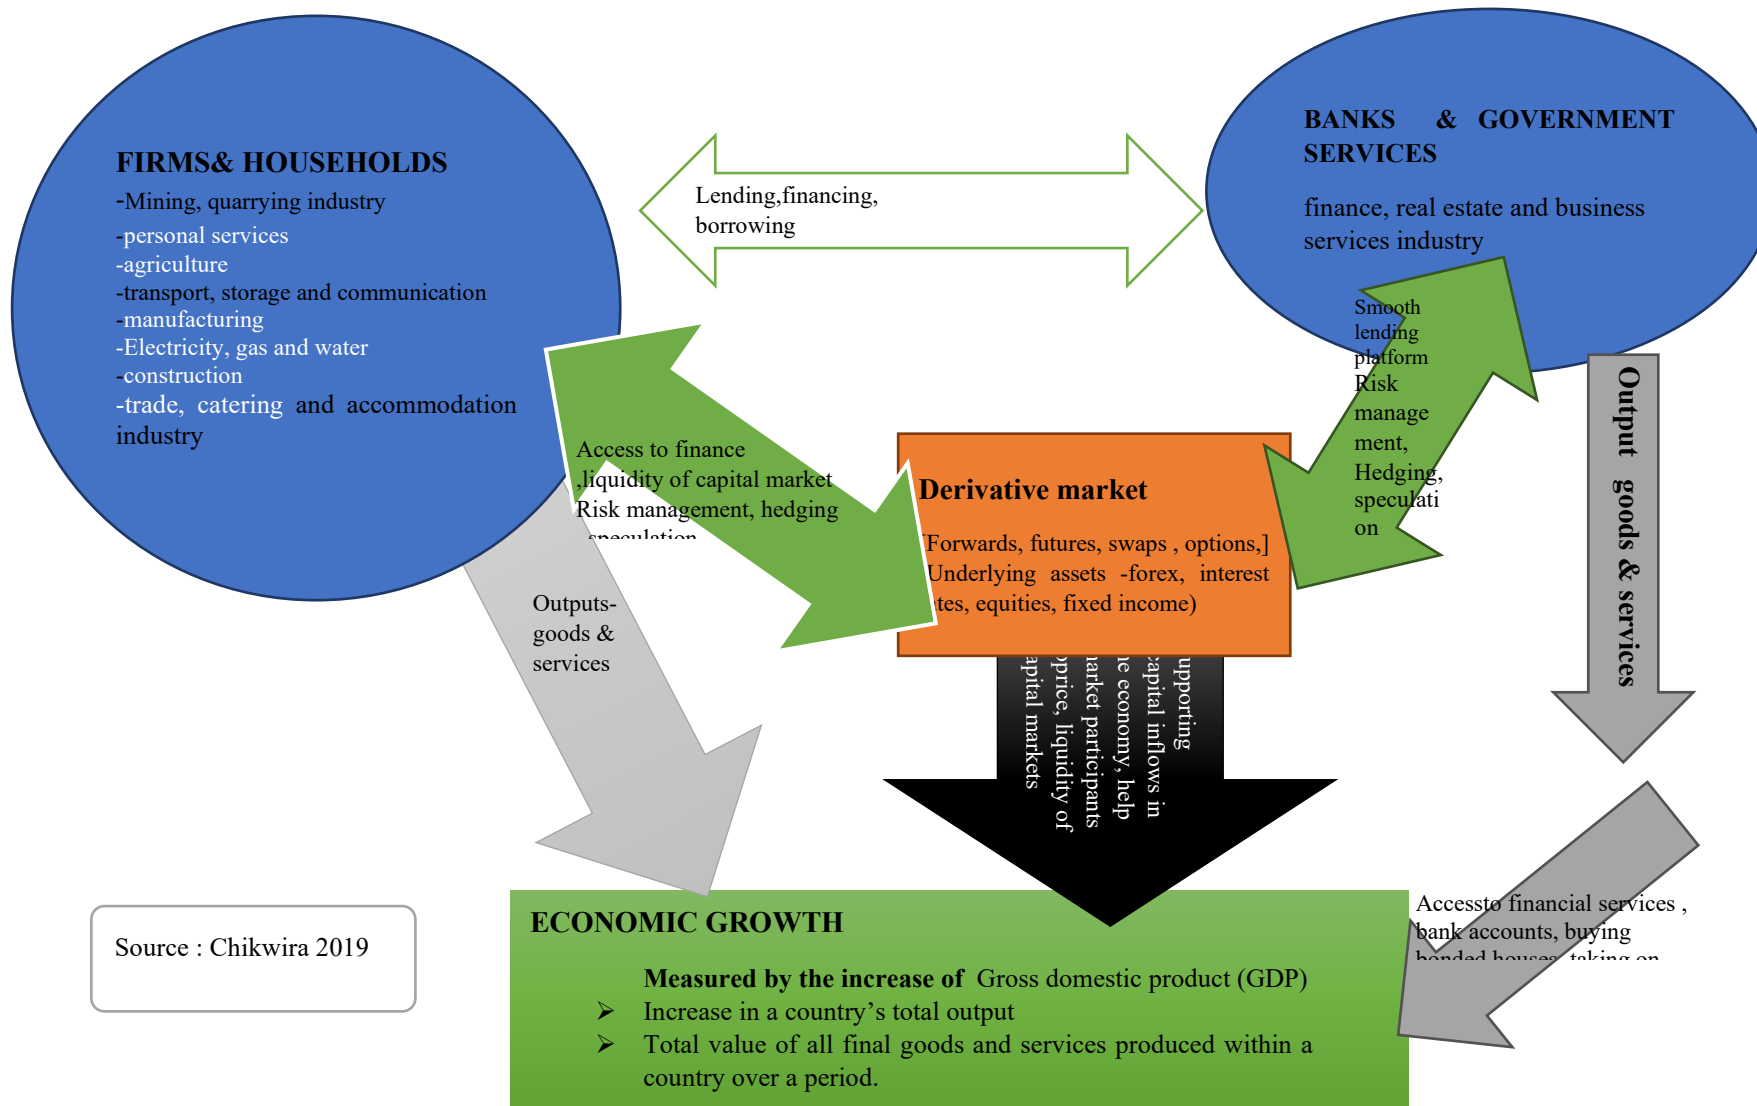 FIRMS& HOUSEHOLDS
-Mining, quarrying industry
-personal services
-agriculture
-transport, storage and communication
-manufacturing
-Electricity, gas and water
-construction
-trade, catering and accommodation
industry
Lending,financing,
borrowing
BANKS & GOVERNMENT
SERVICES
finance, real estate and business
services industry
Smooth
lending
platform
Risk
manage
ment,
Hedging,
speculati
on
Output goods & services
Access to finance
,liquidity of capital market
Risk management, hedging
speculation
Derivative market
Forwards, futures, swaps , options,]
Underlying assets -forex, interest
equities, fixed income)
Outputs-
goods &
services
upporting
capital inflows in
economy, help
market participants
price, liquidity of
apital markets
Accessto financial services ,
bank accounts, buying
bonded houses, taking on
ECONOMIC GROWTH
Measured by the increase of Gross domestic product (GDP)
➢ Increase in a country’s total output
➢ Total value of all final goods and services produced within a
country over a period.
Source : Chikwira 2019